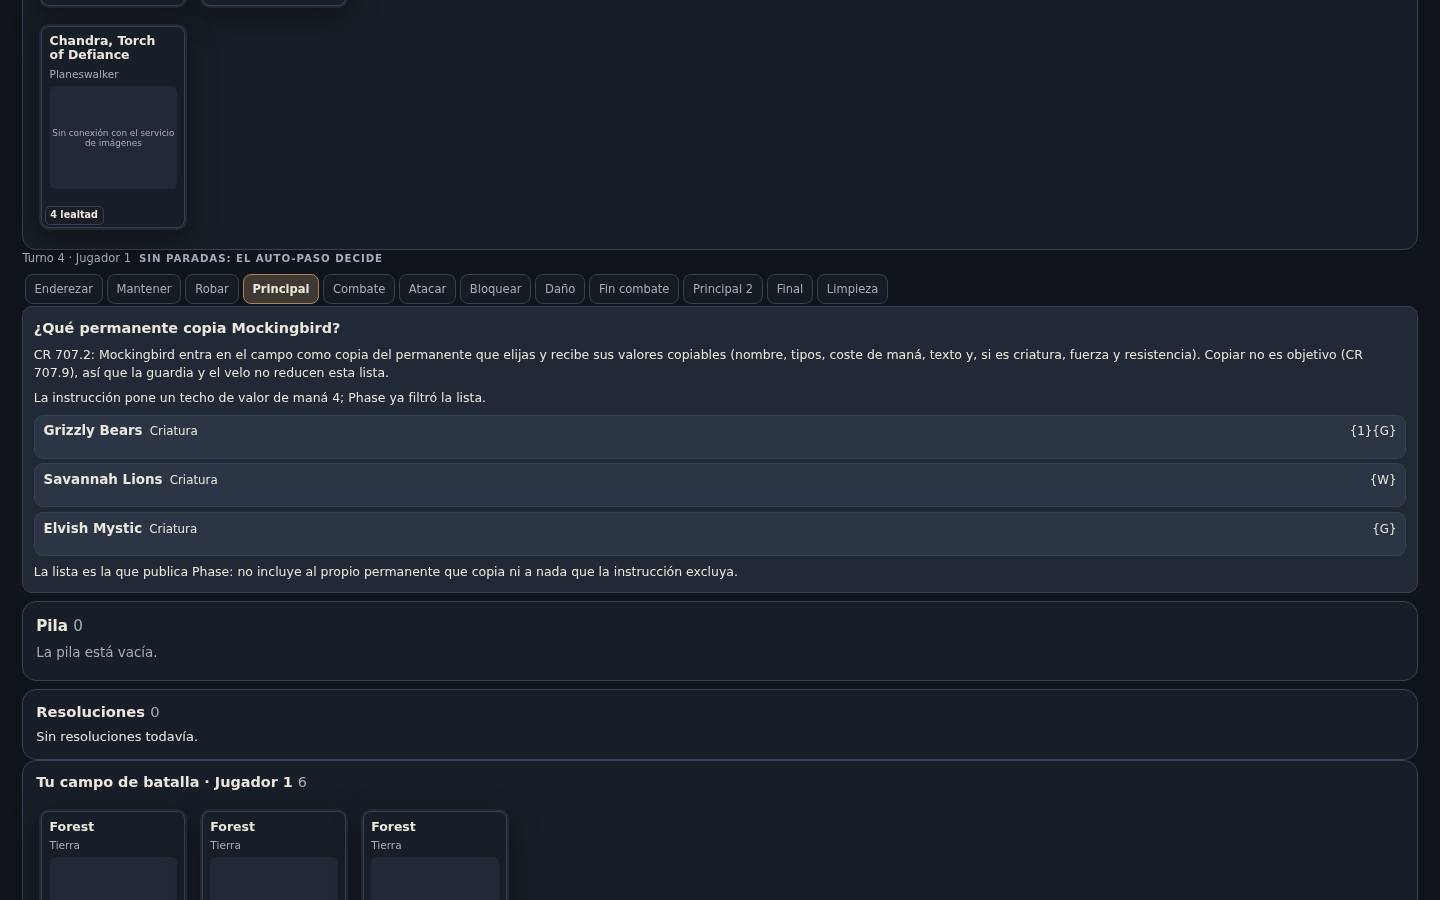 Chandra, Torch
of Defiance
Planeswalker
Sin conexión con el servicio
de imágenes
4 lealtad
Turno 4 · Jugador 1 SIN PARADAS: EL AUTO-PASO DECIDE
Enderezar Mantener Robar Principal Combate Atacar Bloquear Daño Fin combate Principal 2 Final Limpieza
¿Qué permanente copia Mockingbird?
CR 707.2: Mockingbird entra en el campo como copia del permanente que elijas y recibe sus valores copiables (nombre, tipos, coste de maná, texto y, si es criatura, fuerza y resistencia). Copiar no es objetivo (CR
707.9), así que la guardia y el velo no reducen esta lista.
La instrucción pone un techo de valor de maná 4; Phase ya filtró la lista.
Grizzly Bears Criatura {1}{G}
Savannah Lions Criatura {W}
Elvish Mystic Criatura {G}
La lista es la que publica Phase: no incluye al propio permanente que copia ni a nada que la instrucción excluya.
Pila 0
La pila está vacía.
Resoluciones 0
Sin resoluciones todavía.
Tu campo de batalla · Jugador 1 6
Forest Forest Forest
Tierra Tierra Tierra